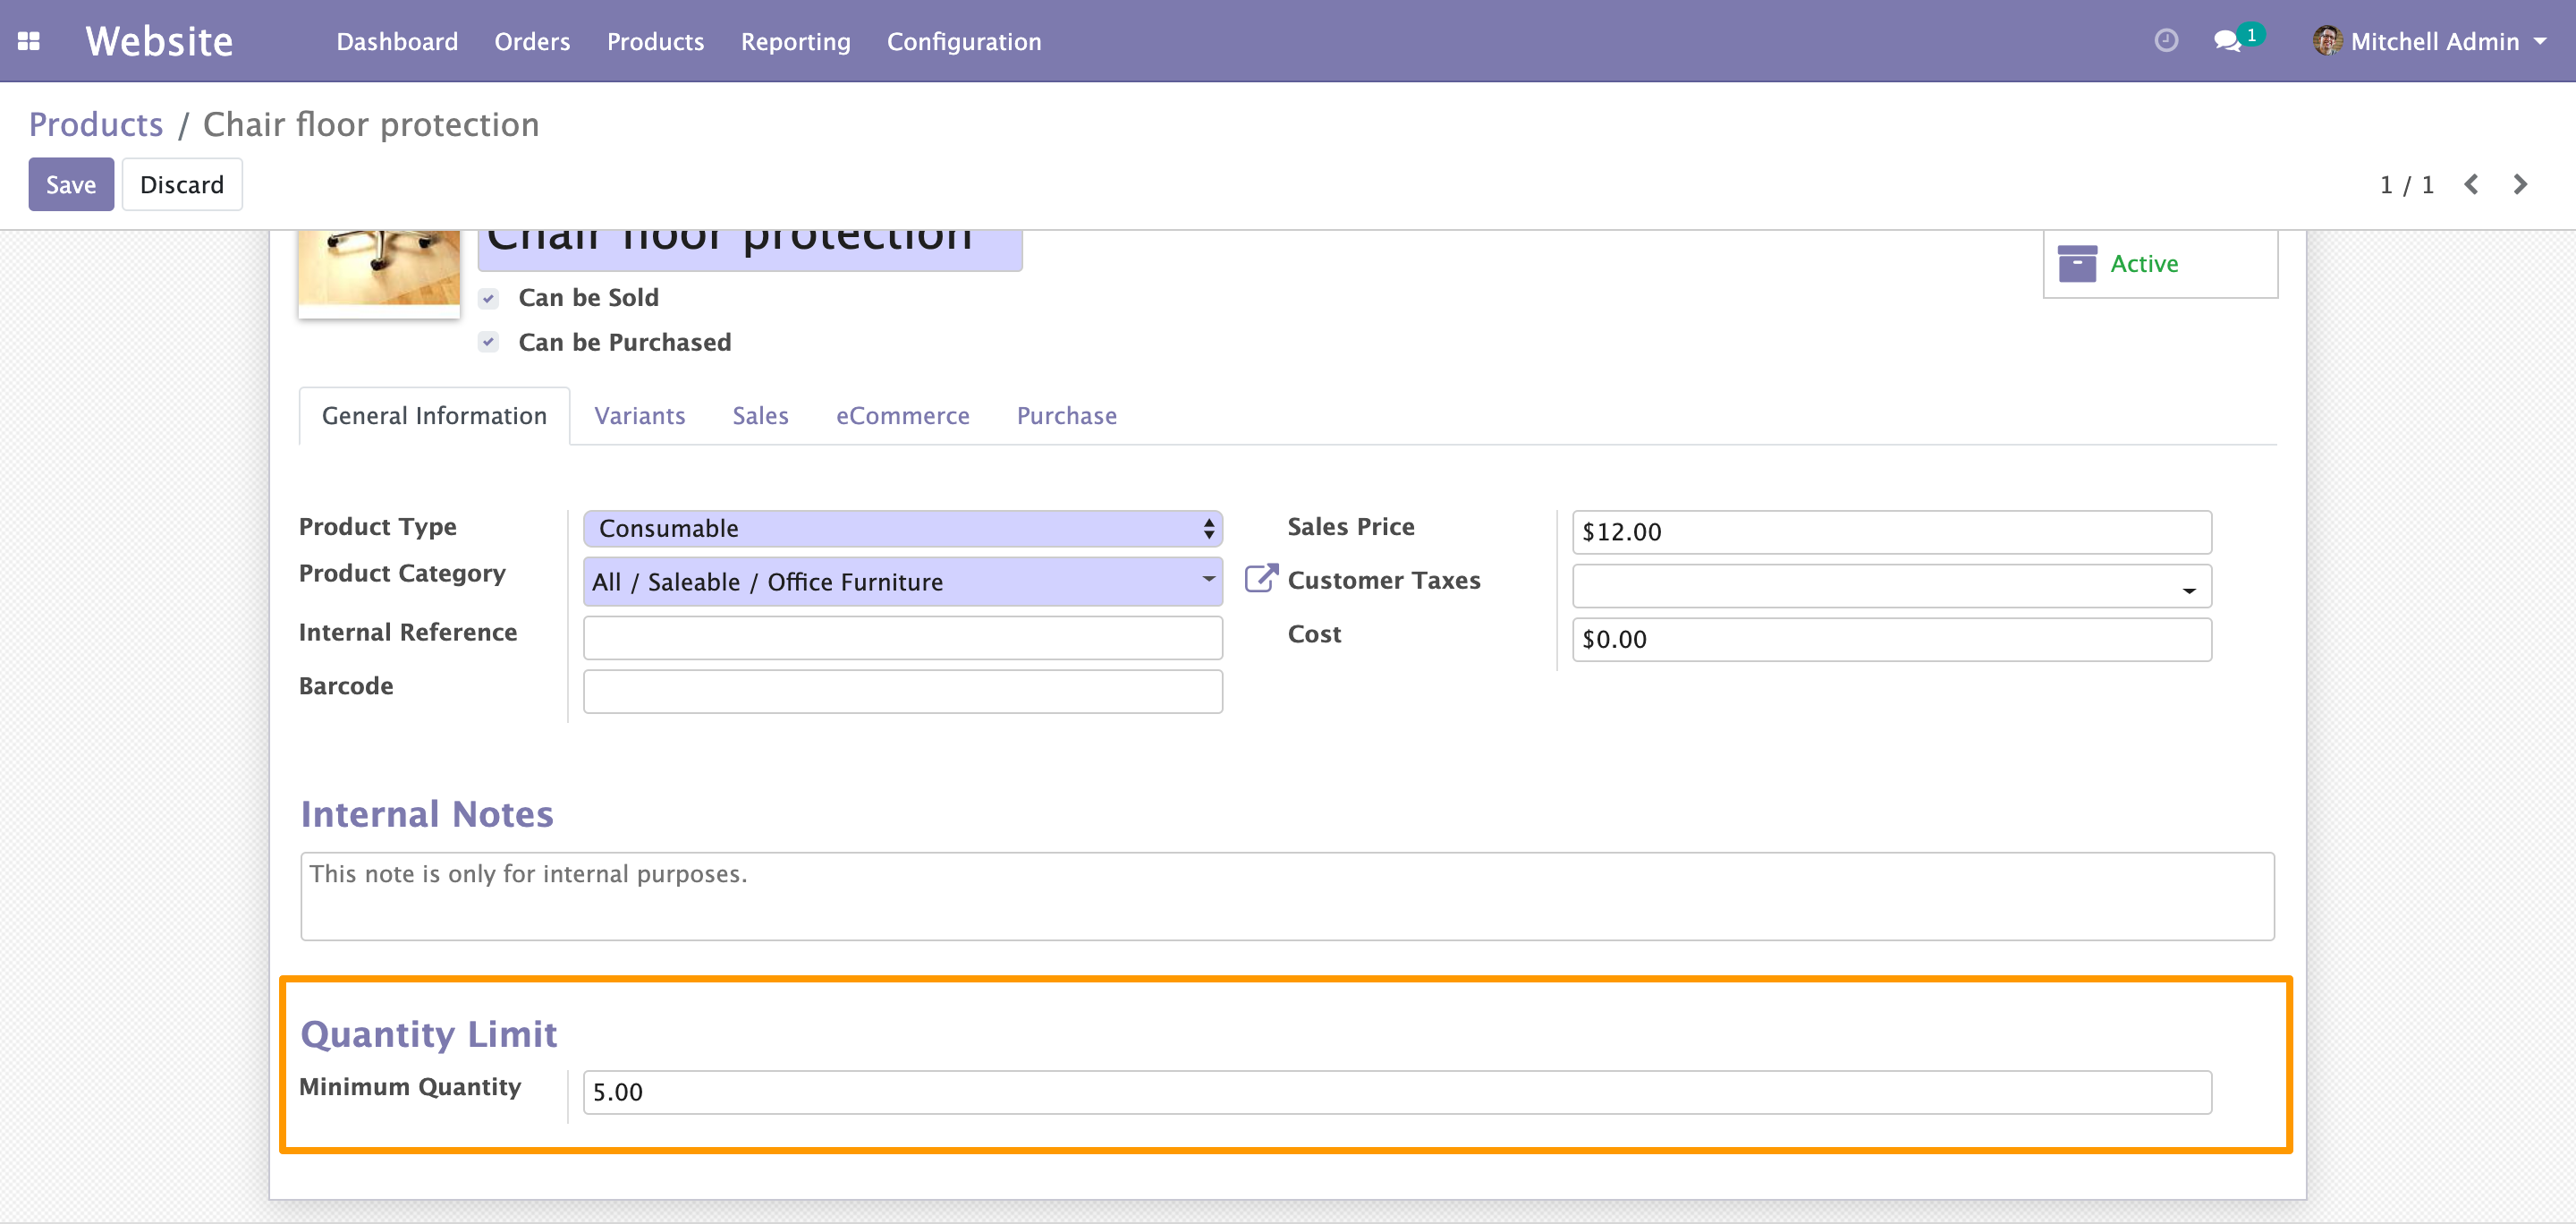 Website Dashboard Orders Products Reporting Configuration 1 Mitchell Admin
Products / Chair floor protection
Save Discard 1 / 1
Chair floor protection
Active
Can be Sold
Can be Purchased
General Information Variants Sales eCommerce Purchase
Product Type Consumable Sales Price $12.00
Product Category All / Saleable / Office Furniture Customer Taxes
Internal Reference Cost $0.00
Barcode
Internal Notes
This note is only for internal purposes.
Quantity Limit
Minimum Quantity 5.00